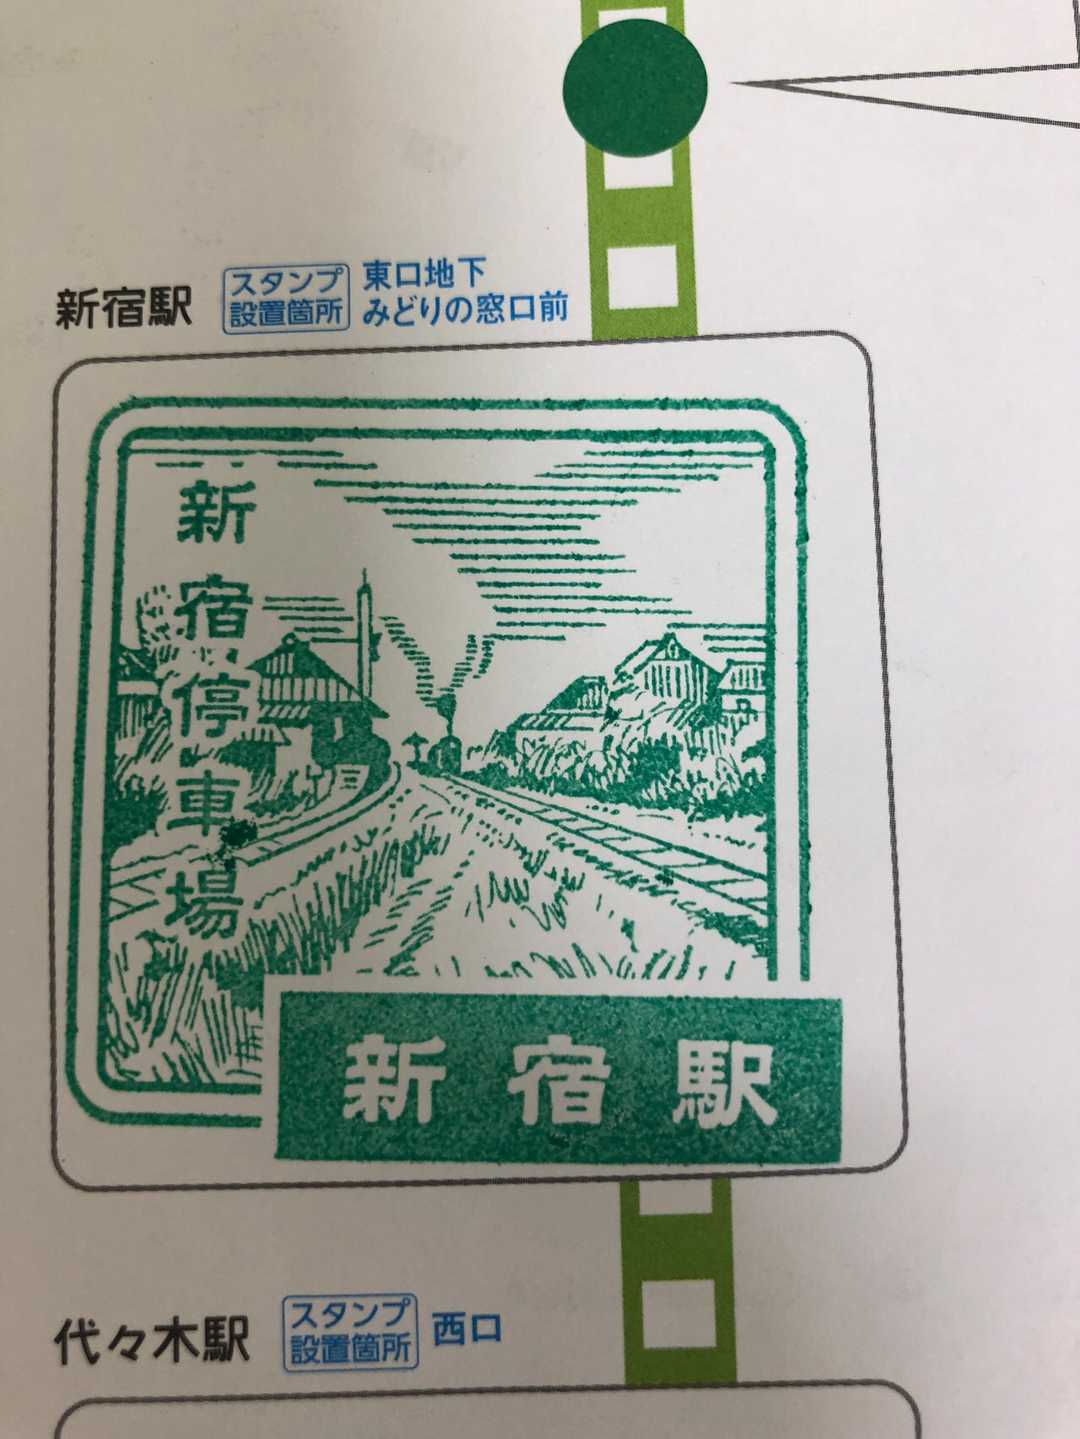 新宿駅
スタンプ
設置箇所
東口地下
みどりの窓口前
新宿停車場
新宿駅
代々木駅
スタンプ
設置箇所
西口